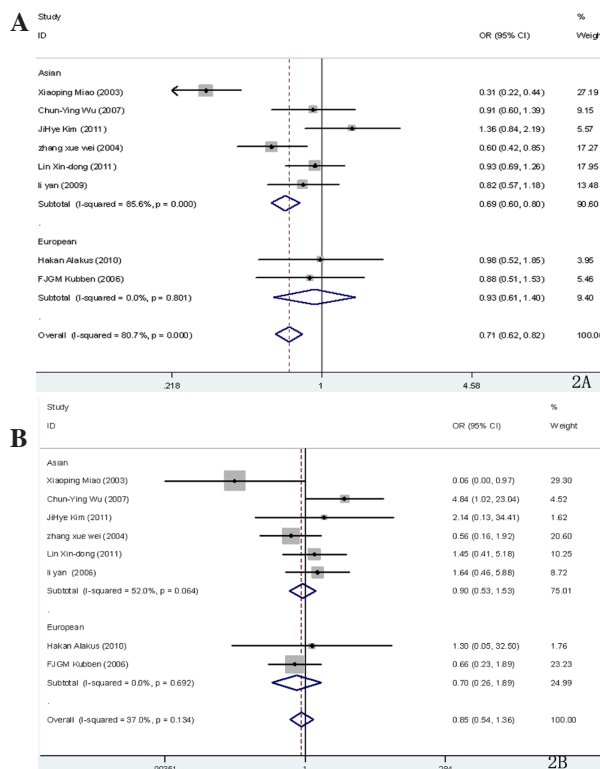 A
Study %
ID OR (95% CI) Weigh
Asian
Xiaoping Miao (2003) 0.31 (0.22, 0.44) 27.19
Chun-Ying Wu (2007) 0.91 (0.60, 1.39) 9.15
JiHye Kim (2011) 1.36 (0.84, 2.19) 5.57
zhang xue wei (2004) 0.60 (0.42, 0.85) 17.27
Lin Xin-dong (2011) 0.93 (0.69, 1.26) 17.95
li yan (2009) 0.82 (0.57, 1.18) 13.48
Subtotal (I-squared = 85.6%, p = 0.000) 0.69 (0.60, 0.80) 90.60
.
European
Hakan Alakus (2010) 0.98 (0.52, 1.85) 3.95
FJGM Kubben (2006) 0.88 (0.51, 1.53) 5.46
Subtotal (I-squared = 0.0%, p = 0.801) 0.93 (0.61, 1.40) 9.40
.
Overall (I-squared = 80.7%, p = 0.000) 0.71 (0.62, 0.82) 100.00
2A
.218 1 4.58
B
Study %
ID OR (95% CI) Weight
Asian
Xiaoping Miao (2003) 0.06 (0.00, 0.97) 29.30
Chun-Ying Wu (2007) 4.84 (1.02, 23.04) 4.52
JiHye Kim (2011) 2.14 (0.13, 34.41) 1.62
zhang xue wei (2004) 0.56 (0.16, 1.92) 20.60
Lin Xin-dong (2011) 1.45 (0.41, 5.18) 10.25
li yan (2006) 1.64 (0.46, 5.88) 8.72
Subtotal (I-squared = 52.0%, p = 0.064) 0.90 (0.53, 1.53) 75.01
.
European
Hakan Alakus (2010) 1.30 (0.05, 32.50) 1.76
FJGM Kubben (2006) 0.66 (0.23, 1.89) 23.23
Subtotal (I-squared = 0.0%, p = 0.692) 0.70 (0.26, 1.89) 24.99
.
Overall (I-squared = 37.0%, p = 0.134) 0.85 (0.54, 1.36) 100.00
2B
1